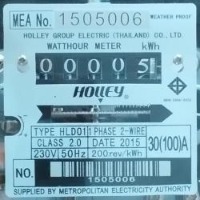 MEA No. 1505006 WEATHER PROOF
HOLLEY GROUP ELECTRIC (THAILAND) CO.,LTD.
WATTHOUR METER kWh
00005
HOLLEY
TYPE HLD01 1 PHASE 2-WIRE
CLASS 2.0 DATE 2015 30(100)A
230V 50Hz 200rev/kWh
NO.
1505006
SUPPLIED BY METROPOLITAN ELECTRICITY AUTHORITY